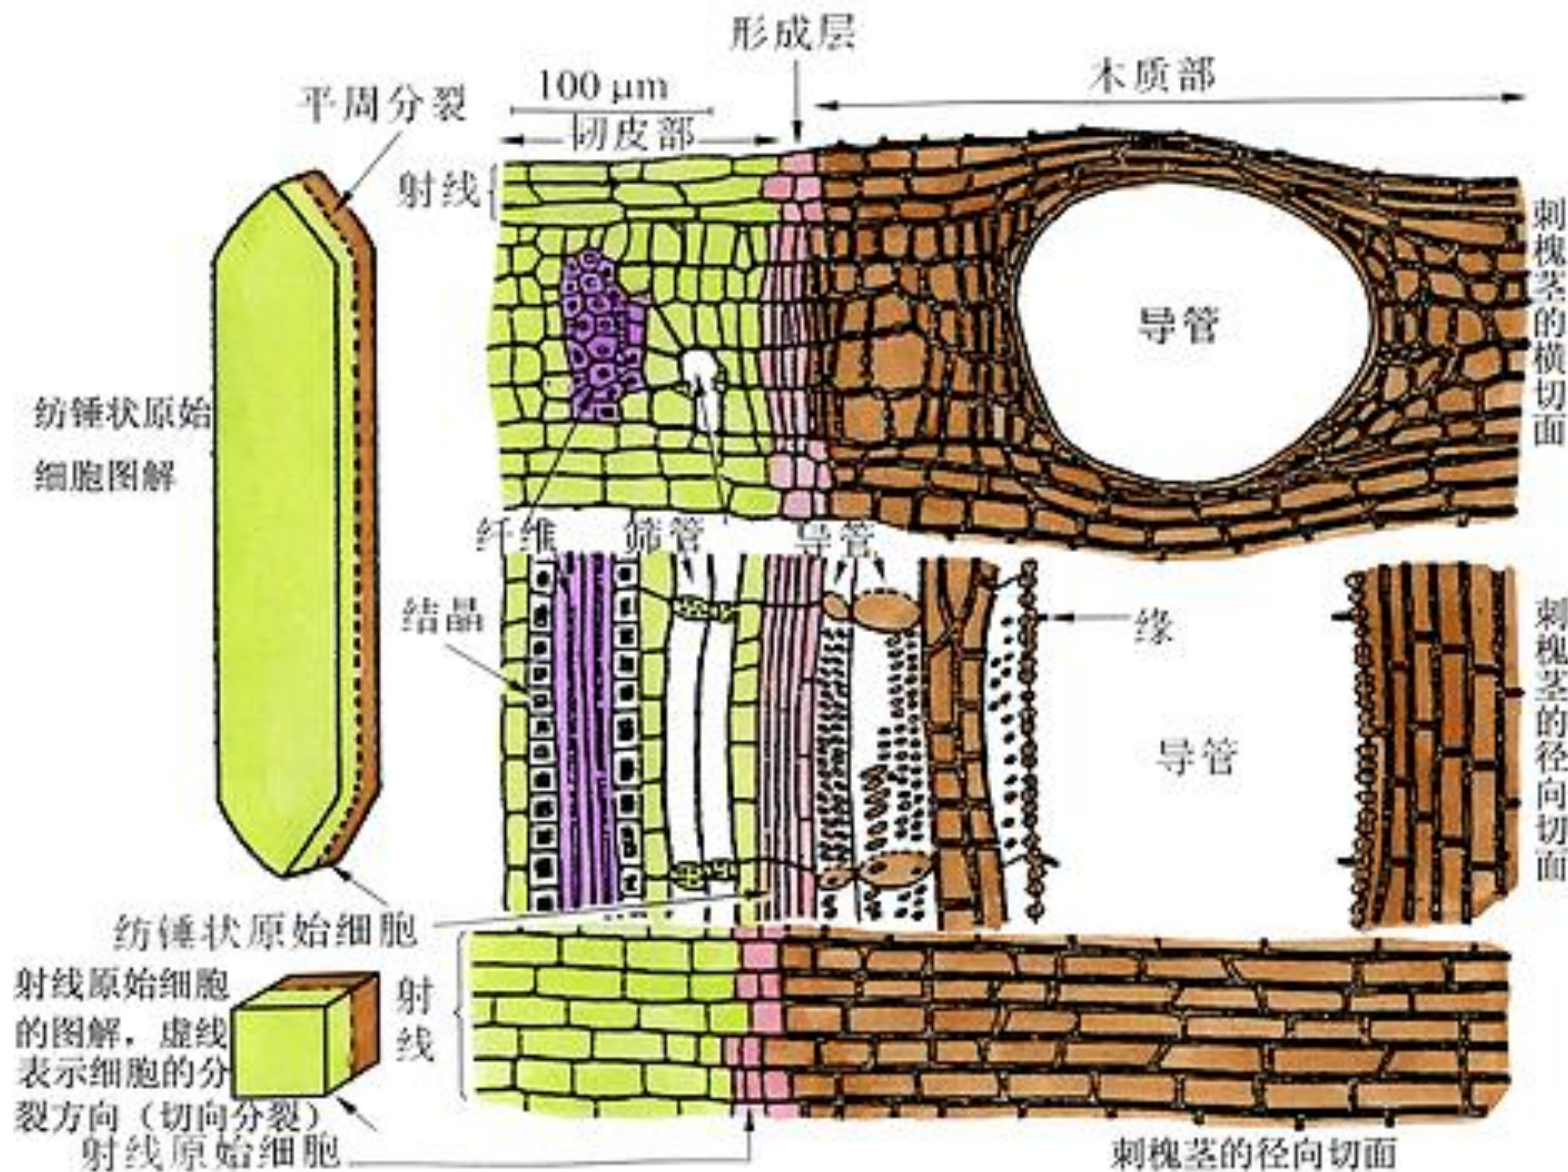 形成层
100 μm
木质部
平周分裂
韧皮部
射线
刺槐茎的横切面
导管
纺锤状原始
细胞图解
纤维
筛管
导管
结晶
缘
刺槐茎的径向切面
导管
纺锤状原始细胞
射线原始细胞
的图解，虚线
表示细胞的分
裂方向（切向分裂）
射线
射线原始细胞
刺槐茎的径向切面